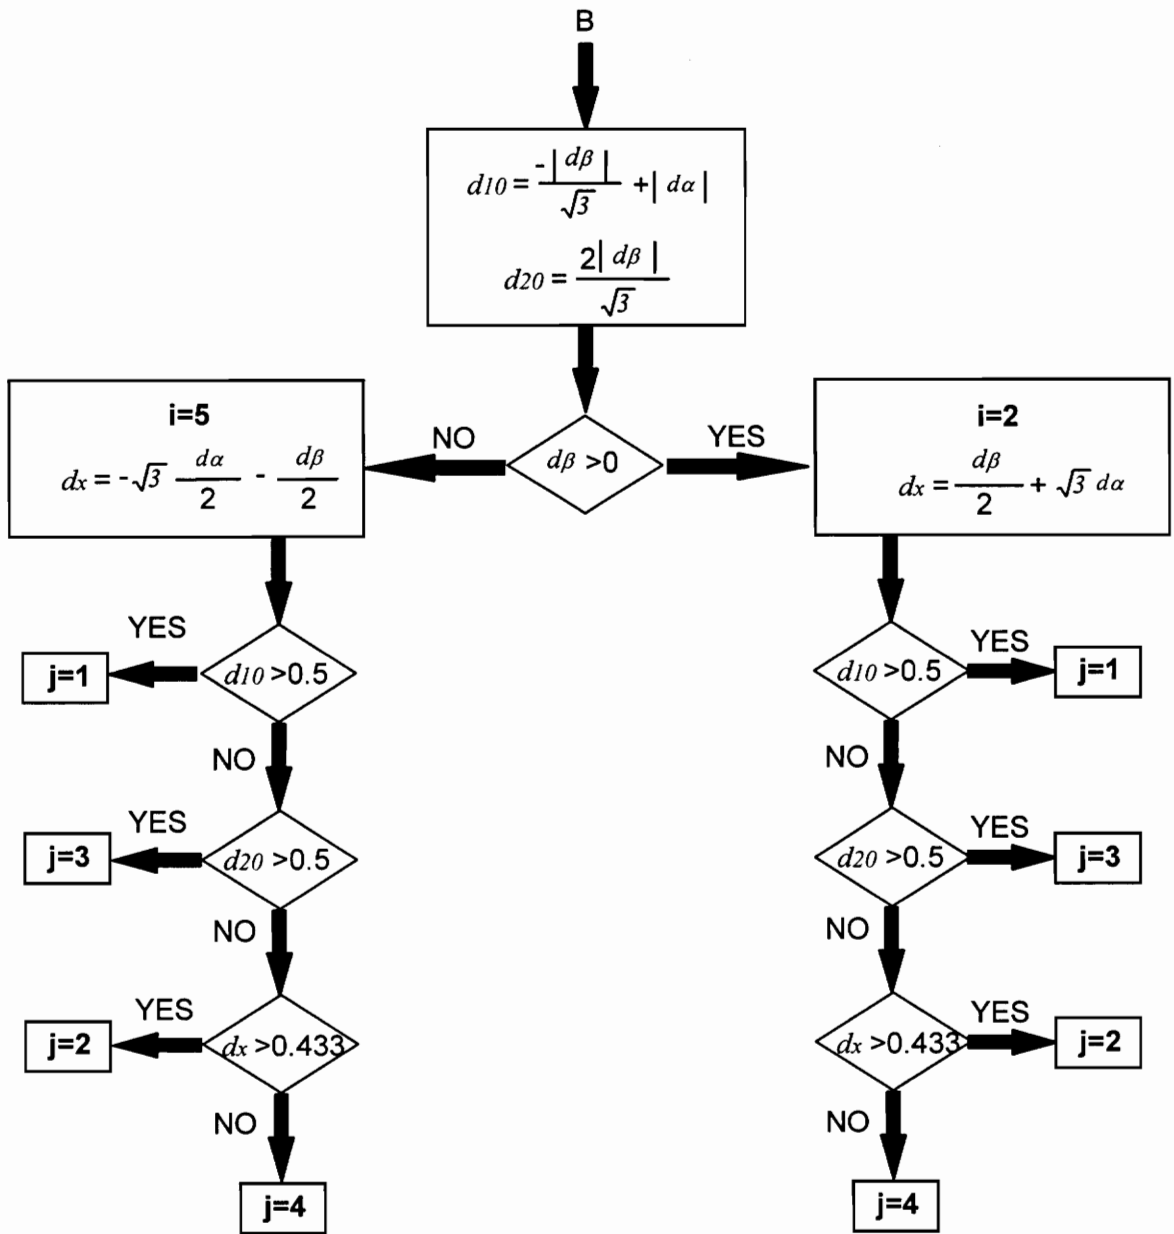 B
d10 = -| dβ | / √3 + | dα |
d20 = 2| dβ | / √3
i=5
dx = -√3 dα / 2 - dβ / 2
NO
dβ >0
YES
i=2
dx = dβ / 2 + √3 dα
YES
j=1
d10 >0.5
NO
YES
j=3
d20 >0.5
NO
YES
j=2
dx >0.433
NO
j=4
d10 >0.5
YES
j=1
NO
d20 >0.5
YES
j=3
NO
dx >0.433
YES
j=2
NO
j=4